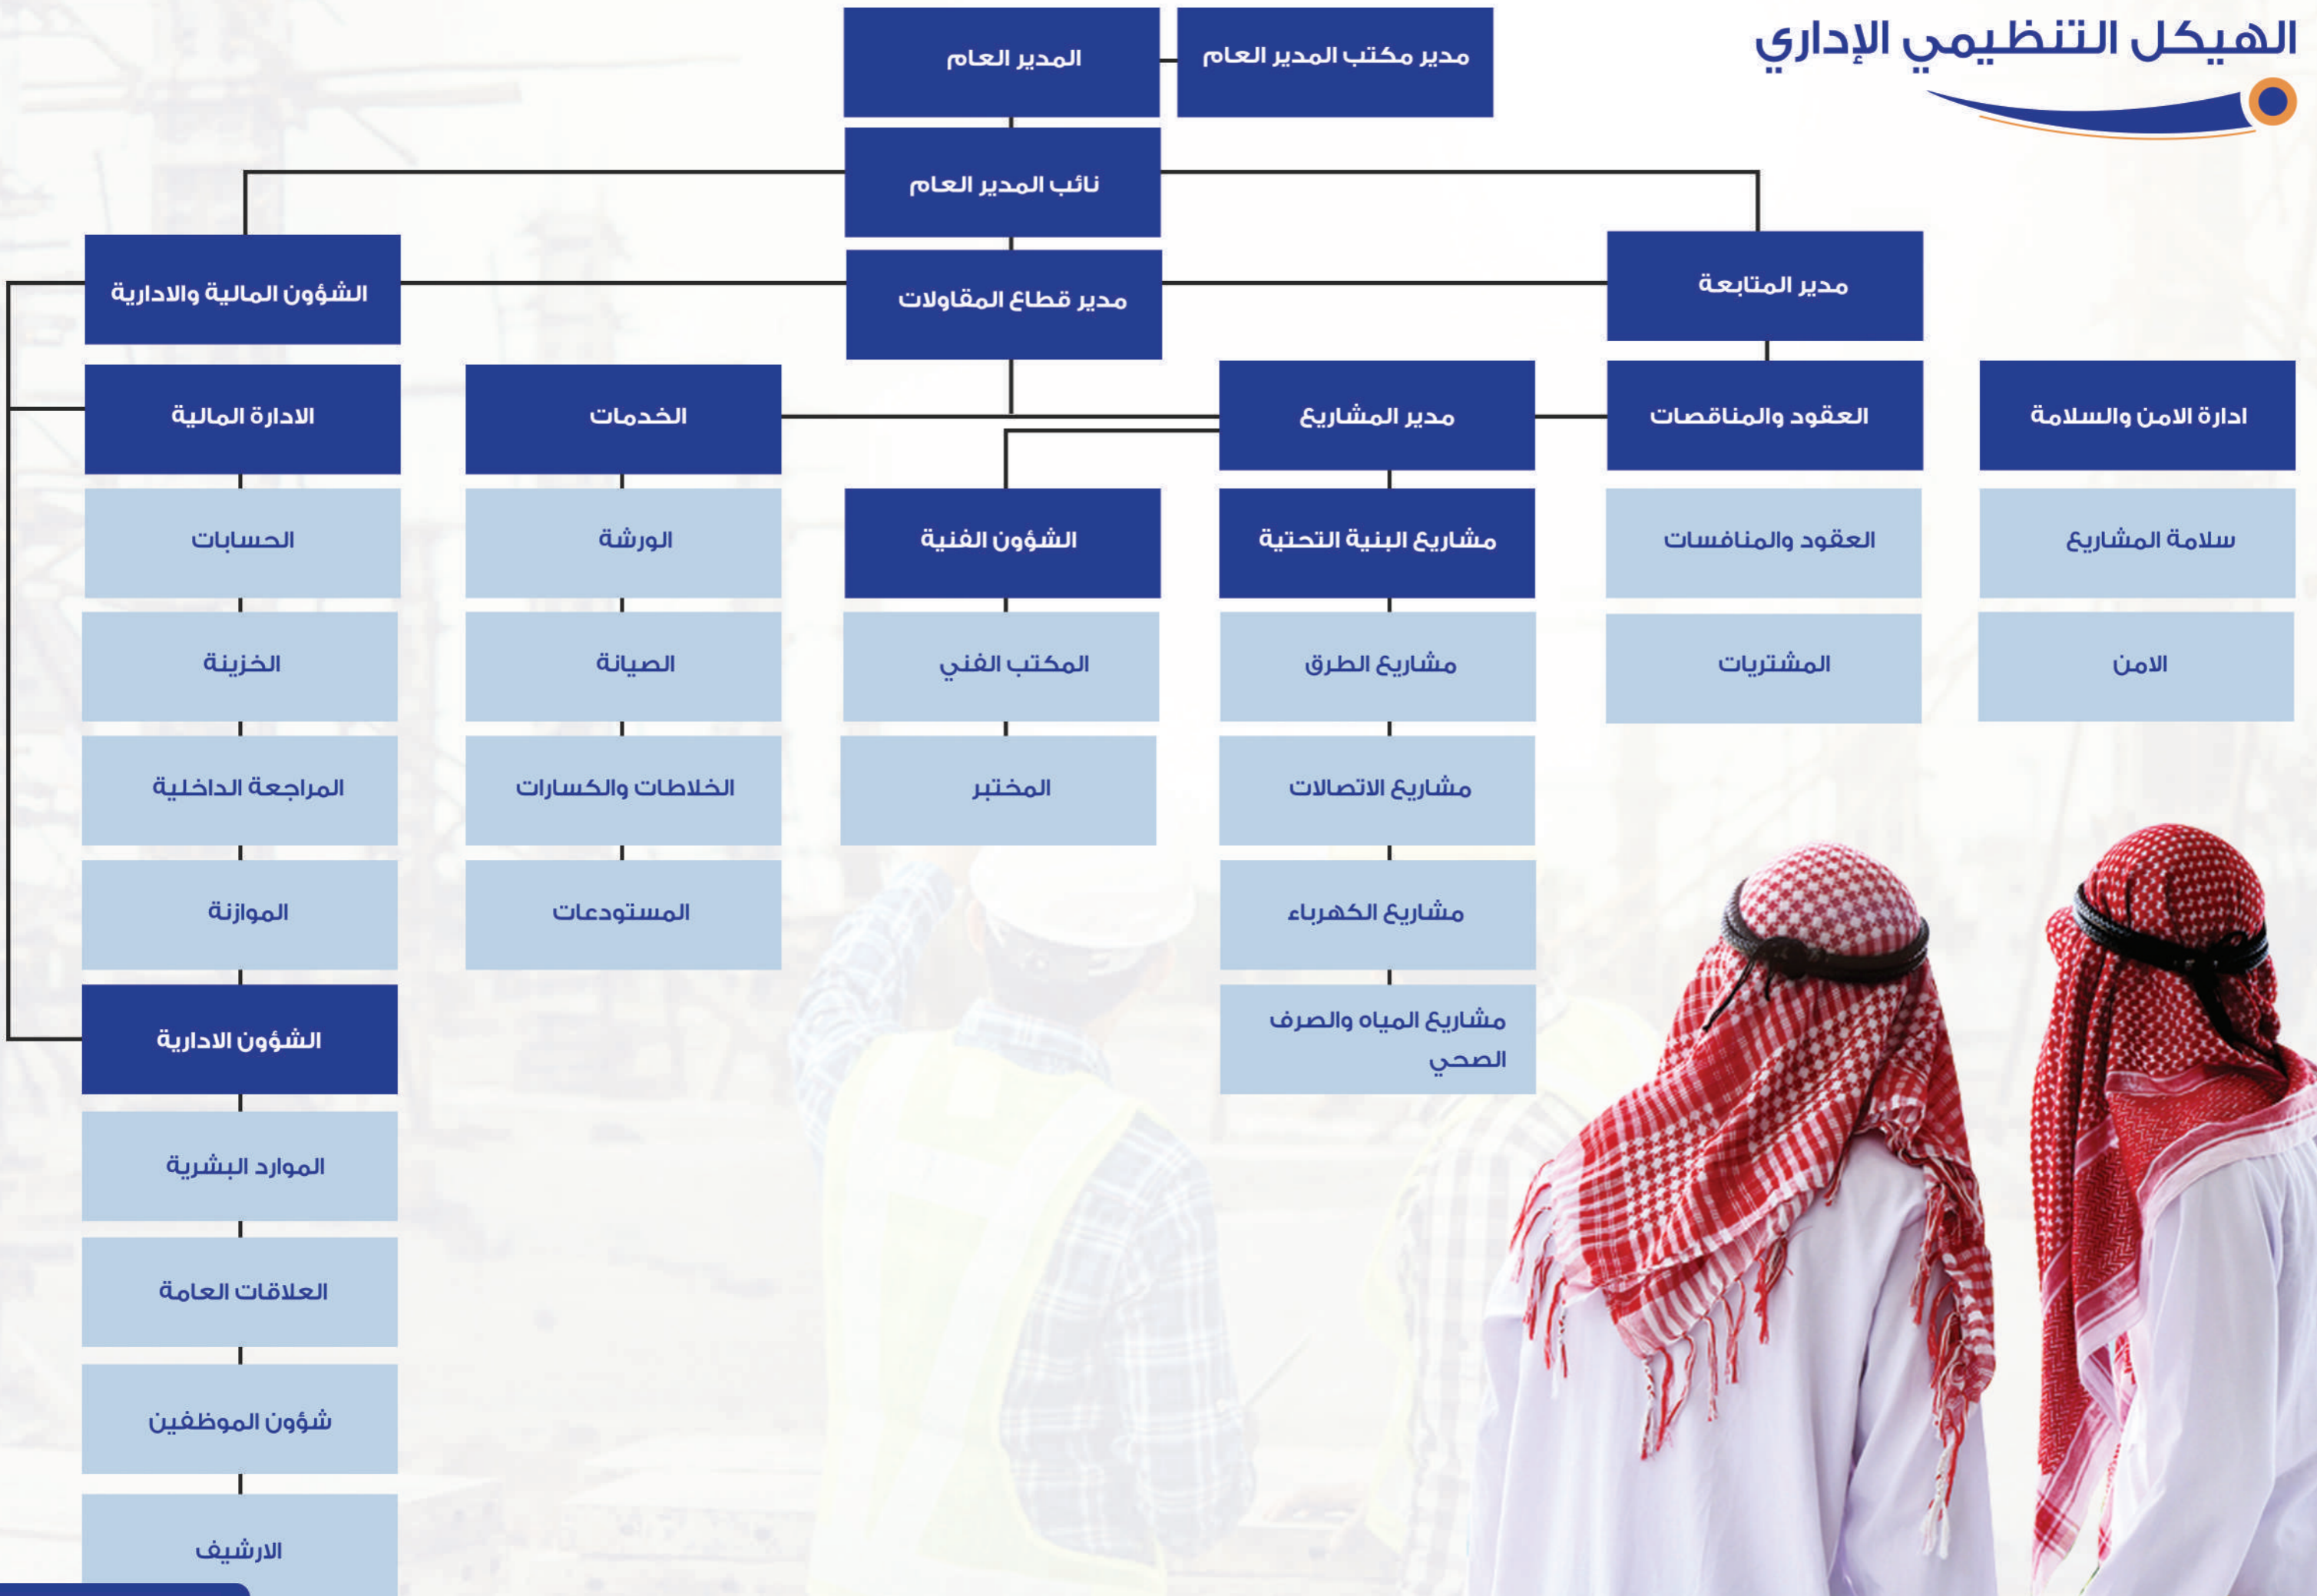 الهيكل التنظيمي الإداري
مدير مكتب المدير العام
المدير العام
نائب المدير العام
مدير المتابعة
مدير قطاع المقاولات
الشؤون المالية والادارية
ادارة الامن والسلامة
العقود والمناقصات
مدير المشاريع
الخدمات
الادارة المالية
سلامة المشاريع
العقود والمنافسات
مشاريع البنية التحتية
الشؤون الفنية
الورشة
الحسابات
الامن
المشتريات
مشاريع الطرق
المكتب الفني
الصيانة
الخزينة
مشاريع الاتصالات
المختبر
الخلاطات والكسارات
المراجعة الداخلية
مشاريع الكهرباء
المستودعات
الموازنة
مشاريع المياه والصرف
الصحي
الشؤون الادارية
الموارد البشرية
العلاقات العامة
شؤون الموظفين
الارشيف